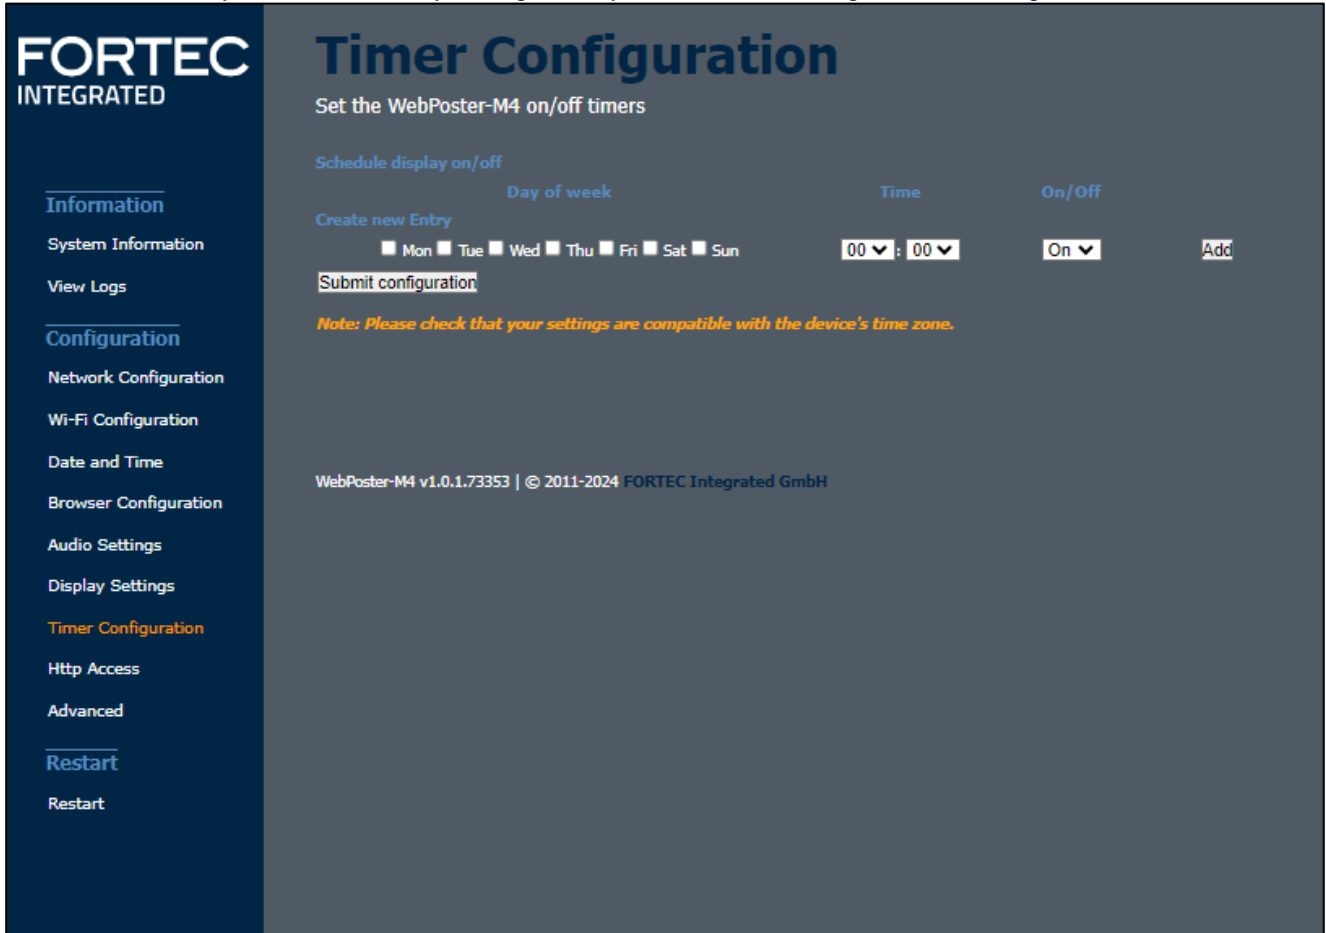 FORTEC
INTEGRATED
Information
System Information
View Logs
Configuration
Network Configuration
Wi-Fi Configuration
Date and Time
Browser Configuration
Audio Settings
Display Settings
Timer Configuration
Http Access
Advanced
Restart
Restart
Timer Configuration
Set the WebPoster-M4 on/off timers
Schedule display on/off
Day of week Time On/Off
Create new Entry
Mon Tue Wed Thu Fri Sat Sun 00 : 00 On Add
Submit configuration
Note: Please check that your settings are compatible with the device's time zone.
WebPoster-M4 v1.0.1.73353 | © 2011-2024 FORTEC Integrated GmbH